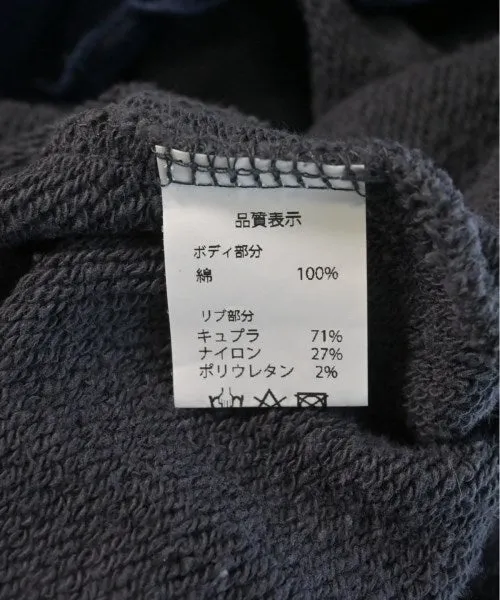 品質表示
ボディ部分
綿 100%
リブ部分
キュプラ 71%
ナイロン 27%
ポリウレタン 2%